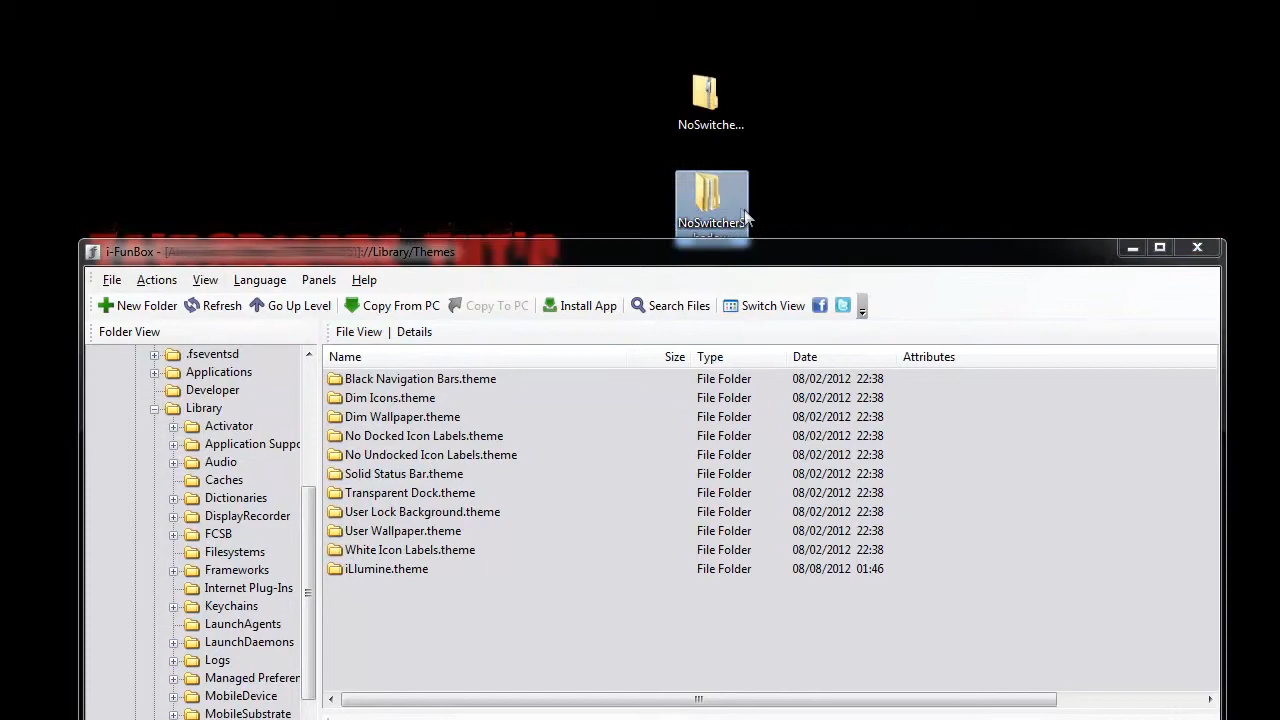 NoSwitche...
NoSwitcherS
i-FunBox - [A ]://Library/Themes
File Actions View Language Panels Help
New Folder Refresh Go Up Level Copy From PC Copy To PC Install App Search Files Switch View
Folder View
File View | Details
Name Size Type Date Attributes
.fseventsd
Applications
Developer
Library
Activator
Application Suppo
Audio
Caches
Dictionaries
DisplayRecorder
FCSB
Filesystems
Frameworks
Internet Plug-Ins
Keychains
LaunchAgents
LaunchDaemons
Logs
Managed Preferen
MobileDevice
MobileSubstrate
Black Navigation Bars.theme File Folder 08/02/2012 22:38
Dim Icons.theme File Folder 08/02/2012 22:38
Dim Wallpaper.theme File Folder 08/02/2012 22:38
No Docked Icon Labels.theme File Folder 08/02/2012 22:38
No Undocked Icon Labels.theme File Folder 08/02/2012 22:38
Solid Status Bar.theme File Folder 08/02/2012 22:38
Transparent Dock.theme File Folder 08/02/2012 22:38
User Lock Background.theme File Folder 08/02/2012 22:38
User Wallpaper.theme File Folder 08/02/2012 22:38
White Icon Labels.theme File Folder 08/02/2012 22:38
iLlumine.theme File Folder 08/08/2012 01:46